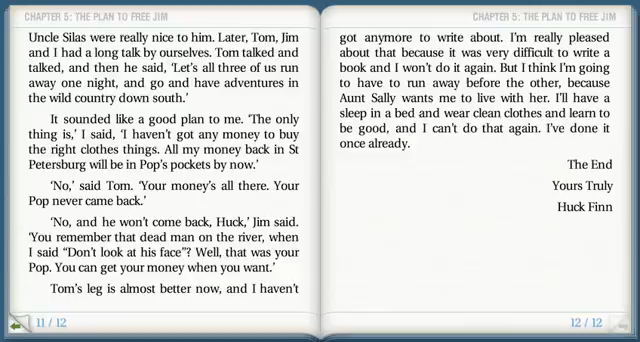 CHAPTER 5: THE PLAN TO FREE JIM
Uncle Silas were really nice to him. Later, Tom, Jim
and I had a long talk by ourselves. Tom talked and
talked, and then he said, ‘Let’s all three of us run
away one night, and go and have adventures in
the wild country down south.’
It sounded like a good plan to me. ‘The only
thing is,’ I said, ‘I haven’t got any money to buy
the right clothes things. All my money back in St
Petersburg will be in Pop’s pockets by now.’
‘No,’ said Tom. ‘Your money’s all there. Your
Pop never came back.’
‘No, and he won’t come back, Huck,’ Jim said.
‘You remember that dead man on the river, when
I said “Don’t look at his face”? Well, that was your
Pop. You can get your money when you want.’
Tom’s leg is almost better now, and I haven’t
11 / 12
CHAPTER 5: THE PLAN TO FREE JIM
got anymore to write about. I’m really pleased
about that because it was very difficult to write a
book and I won’t do it again. But I think I’m going
to have to run away before the other, because
Aunt Sally wants me to live with her. I’ll have a
sleep in a bed and wear clean clothes and learn to
be good, and I can’t do that again. I’ve done it
once already.
The End
Yours Truly
Huck Finn
12 / 12